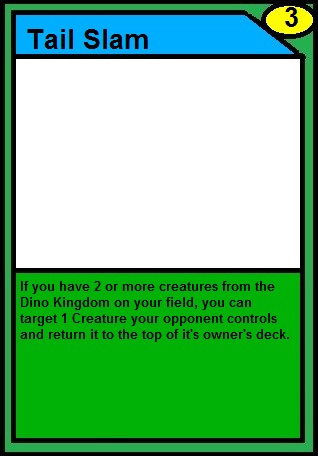 3
Tail Slam
If you have 2 or more creatures from the
Dino Kingdom on your field, you can
target 1 Creature your opponent controls
and return it to the top of it's owner's deck.